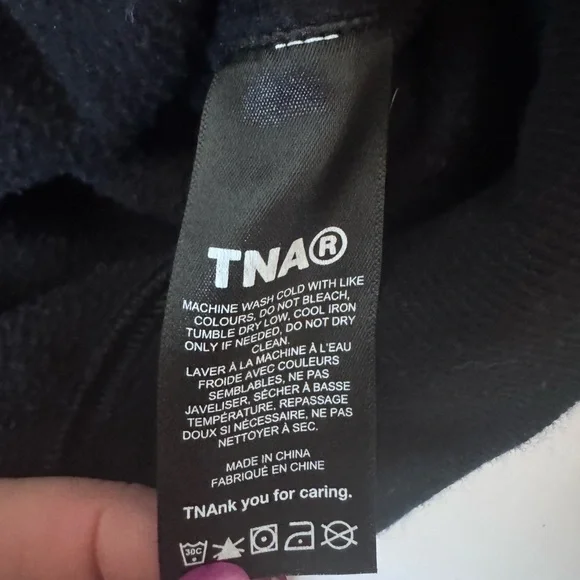 TNA®
MACHINE WASH COLD WITH LIKE
COLOURS, DO NOT BLEACH,
TUMBLE DRY LOW, COOL IRON
ONLY IF NEEDED, DO NOT DRY
CLEAN.
LAVER À LA MACHINE À L'EAU
FROIDE AVEC COULEURS
SEMBLABLES, NE PAS
JAVELISER, SÉCHER À BASSE
TEMPÉRATURE, REPASSAGE
DOUX SI NÉCESSAIRE, NE PAS
NETTOYER À SEC.
MADE IN CHINA
FABRIQUÉ EN CHINE
TNAnk you for caring.
30C